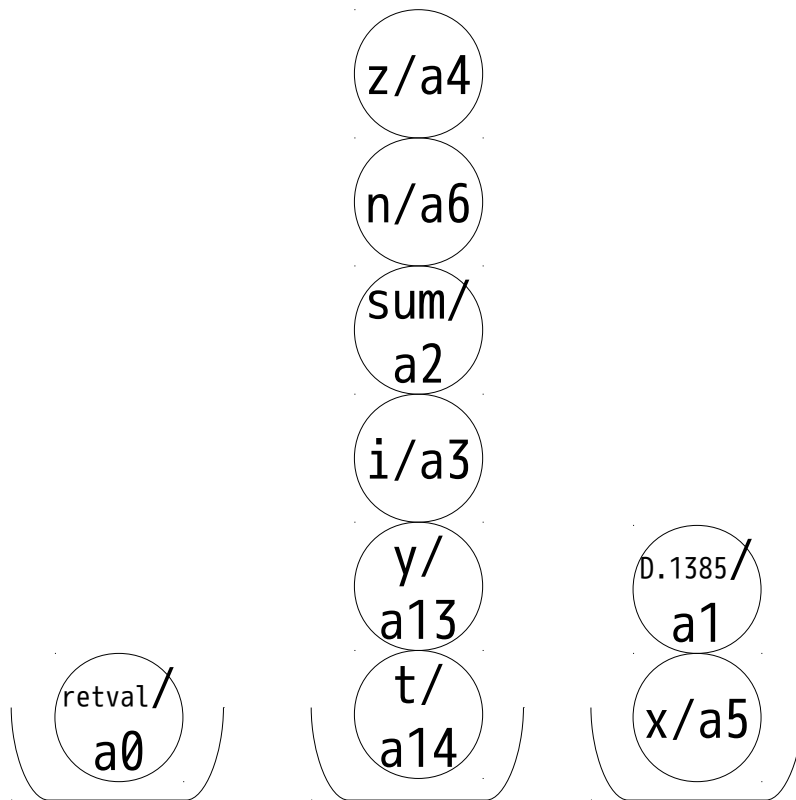 z/a4
n/a6
sum/
a2
i/a3
y/
a13
t/
a14
D.1385/
a1
x/a5
retval/
a0